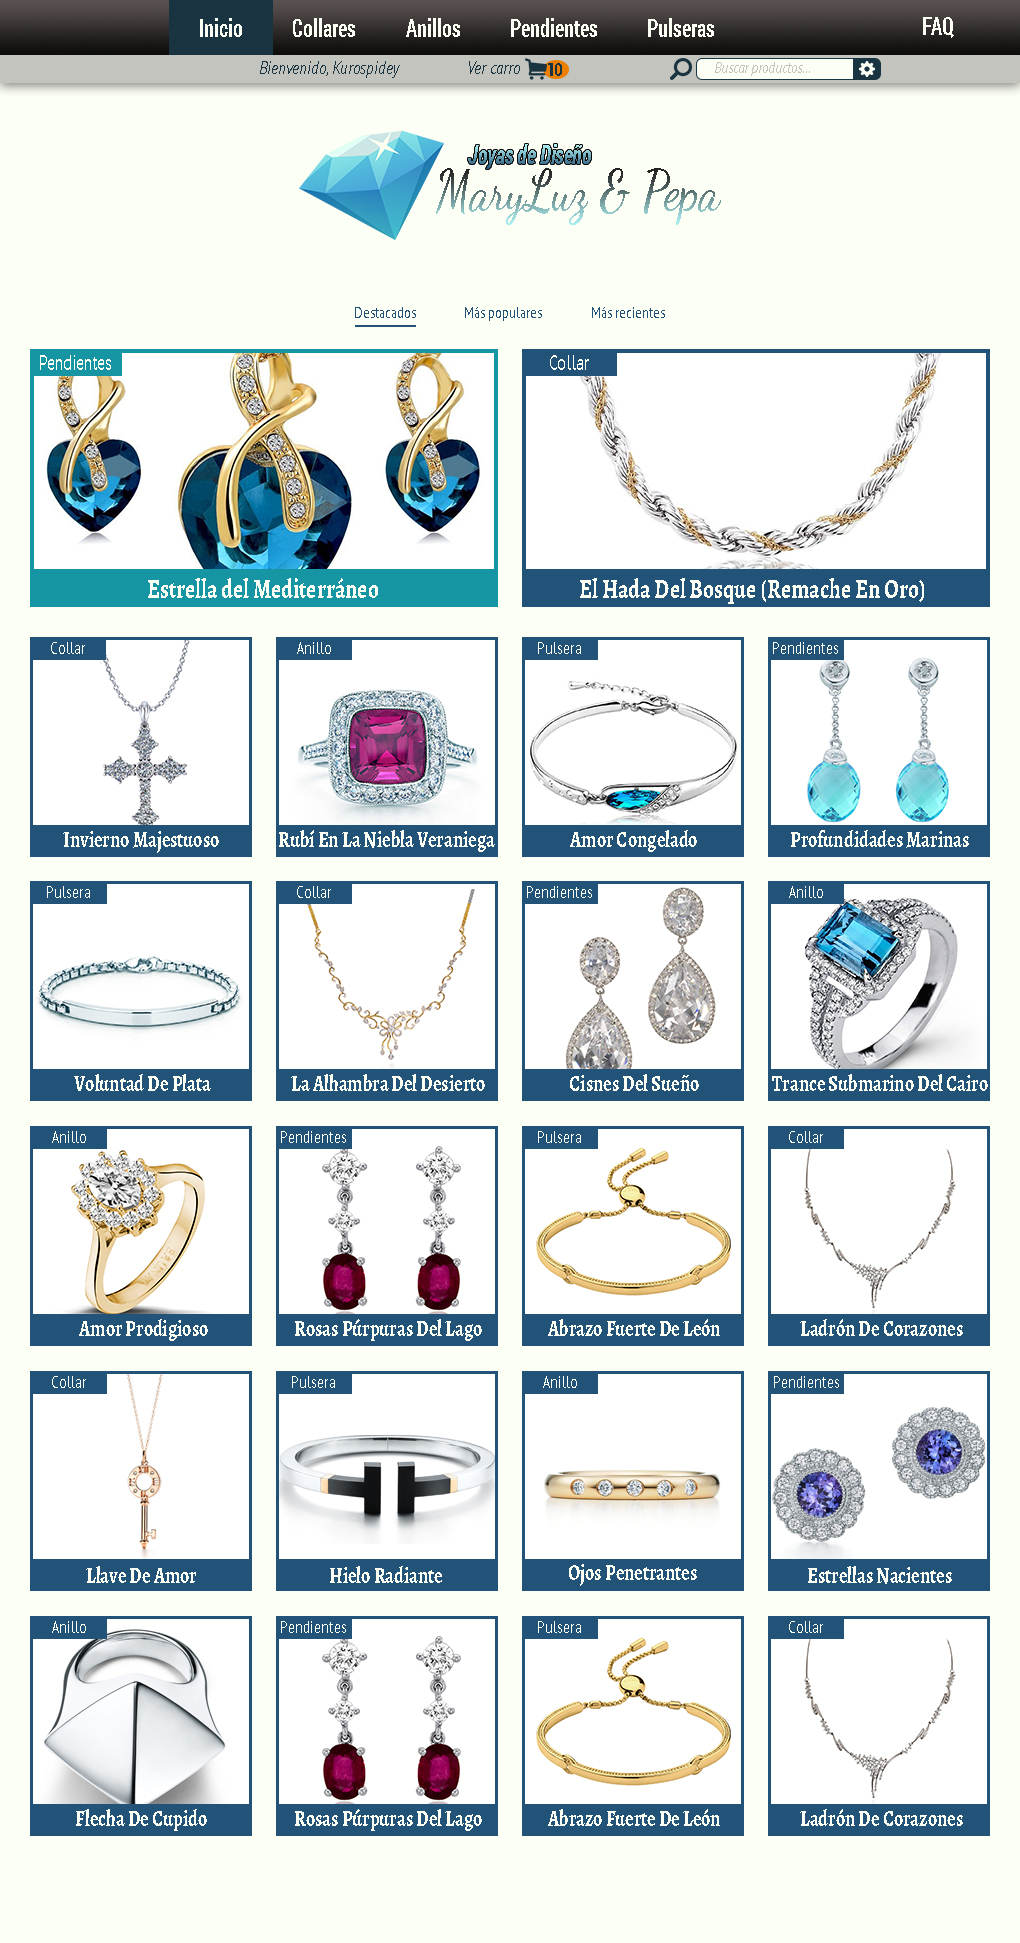 Inicio Collares Anillos Pendientes Pulseras FAQ
Bienvenido, Kurospidey Ver carro 10 Buscar productos...
Joyas de Diseño
MaryLuz & Pepa
Destacados Más populares Más recientes
Pendientes Collar
Estrella del Mediterráneo El Hada Del Bosque (Remache En Oro)
Collar Anillo Pulsera Pendientes
Invierno Majestuoso Rubí En La Niebla Veraniega Amor Congelado Profundidades Marinas
Pulsera Collar Pendientes Anillo
Voluntad De Plata La Alhambra Del Desierto Cisnes Del Sueño Trance Submarino Del Cairo
Anillo Pendientes Pulsera Collar
Amor Prodigioso Rosas Púrpuras Del Lago Abrazo Fuerte De León Ladrón De Corazones
Collar Pulsera Anillo Pendientes
Llave De Amor Hielo Radiante Ojos Penetrantes Estrellas Nacientes
Anillo Pendientes Pulsera Collar
Flecha De Cupido Rosas Púrpuras Del Lago Abrazo Fuerte De León Ladrón De Corazones